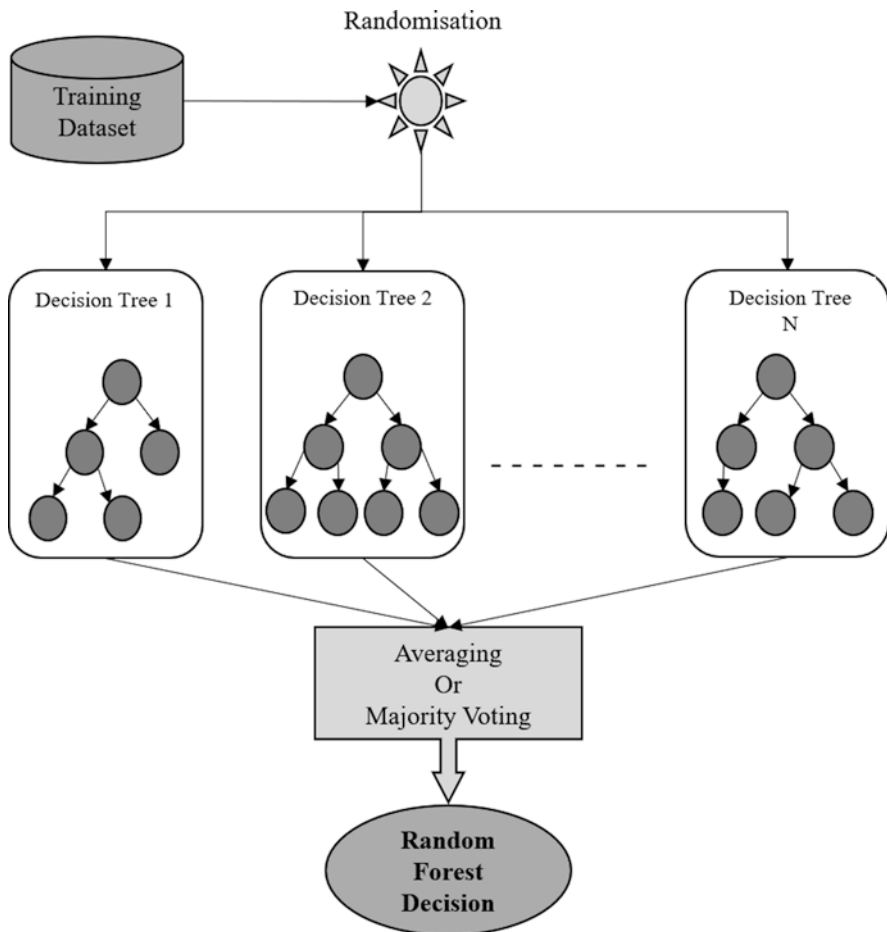 Randomisation
Training
Dataset
Decision Tree 1
Decision Tree 2
Decision Tree
N
Averaging
Or
Majority Voting
Random
Forest
Decision